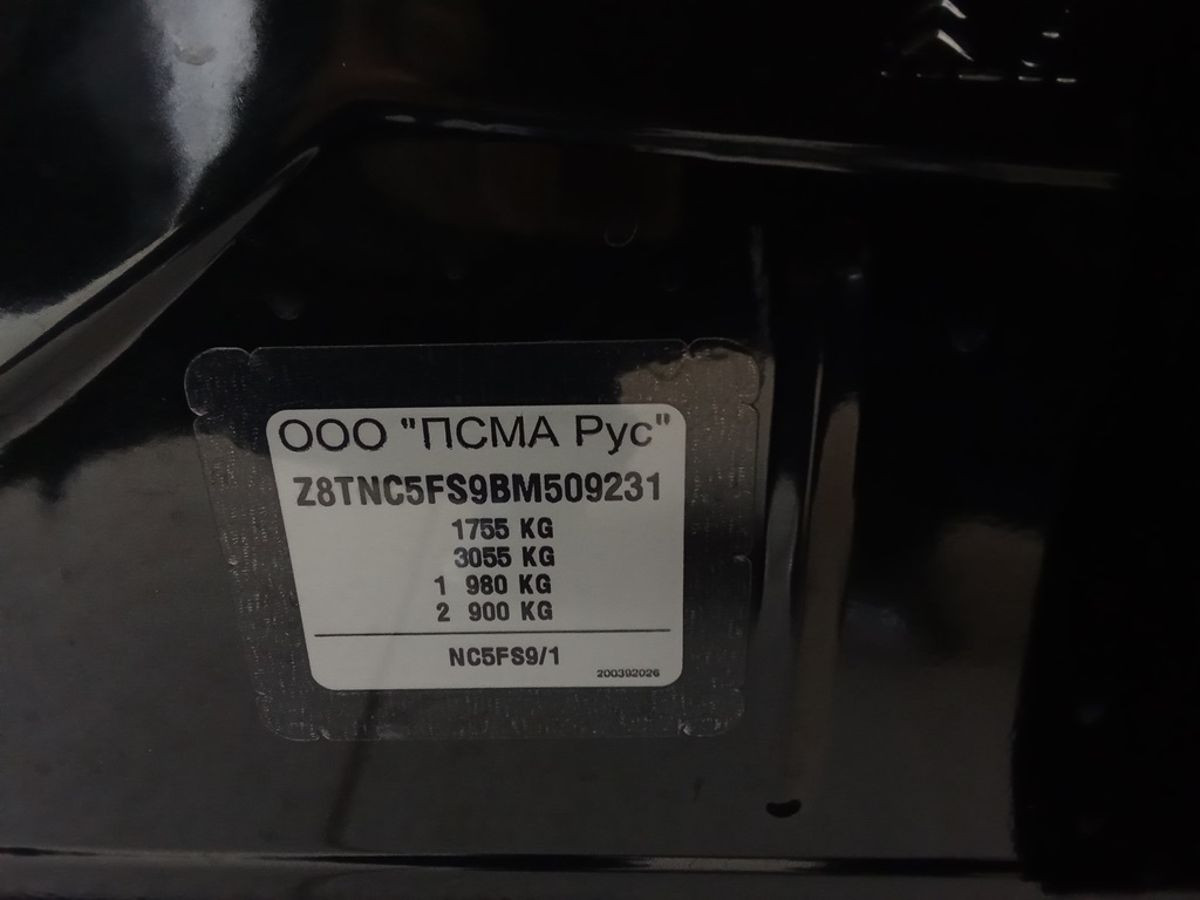 ООО "ПСМА Рус"
Z8TNC5FS9BM509231
1755 KG
3055 KG
1 980 KG
2 900 KG
NC5FS9/1
200392026